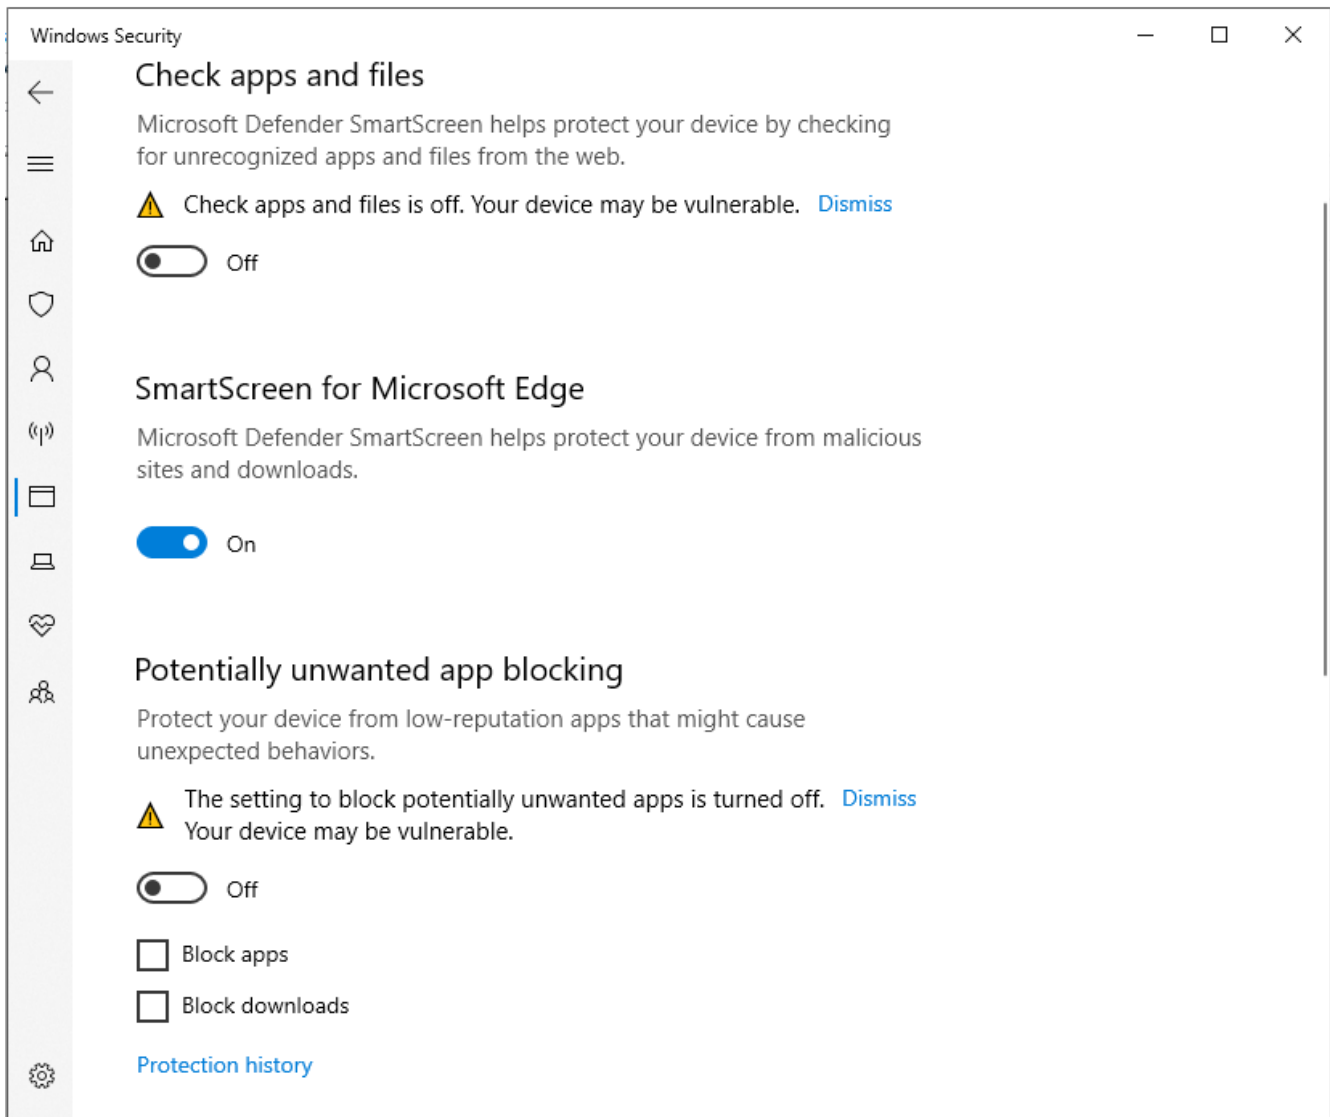 Windows Security
Check apps and files
Microsoft Defender SmartScreen helps protect your device by checking
for unrecognized apps and files from the web.
Check apps and files is off. Your device may be vulnerable. Dismiss
Off
SmartScreen for Microsoft Edge
Microsoft Defender SmartScreen helps protect your device from malicious
sites and downloads.
On
Potentially unwanted app blocking
Protect your device from low-reputation apps that might cause
unexpected behaviors.
The setting to block potentially unwanted apps is turned off. Dismiss
Your device may be vulnerable.
Off
Block apps
Block downloads
Protection history